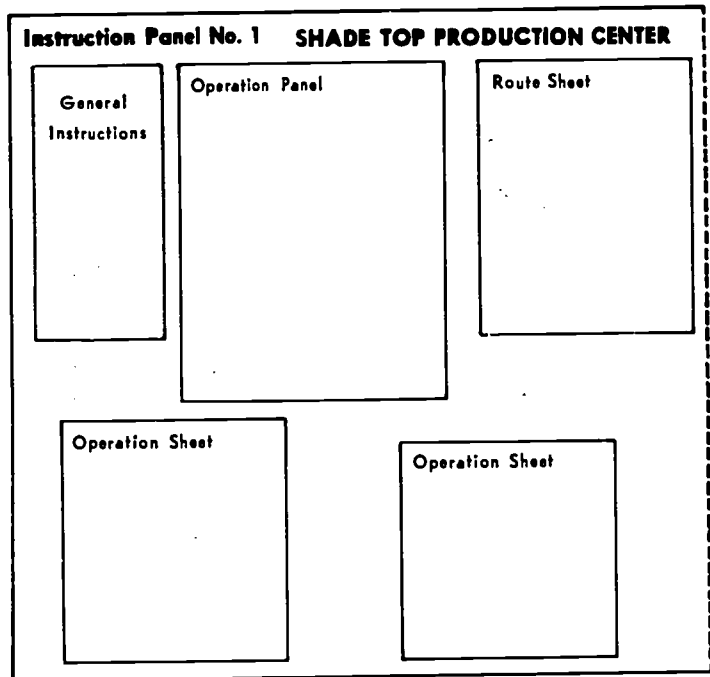 Instruction Panel No. 1 SHADE TOP PRODUCTION CENTER
General
Instructions
Operation Panel
Route Sheet
Operation Sheet
Operation Sheet